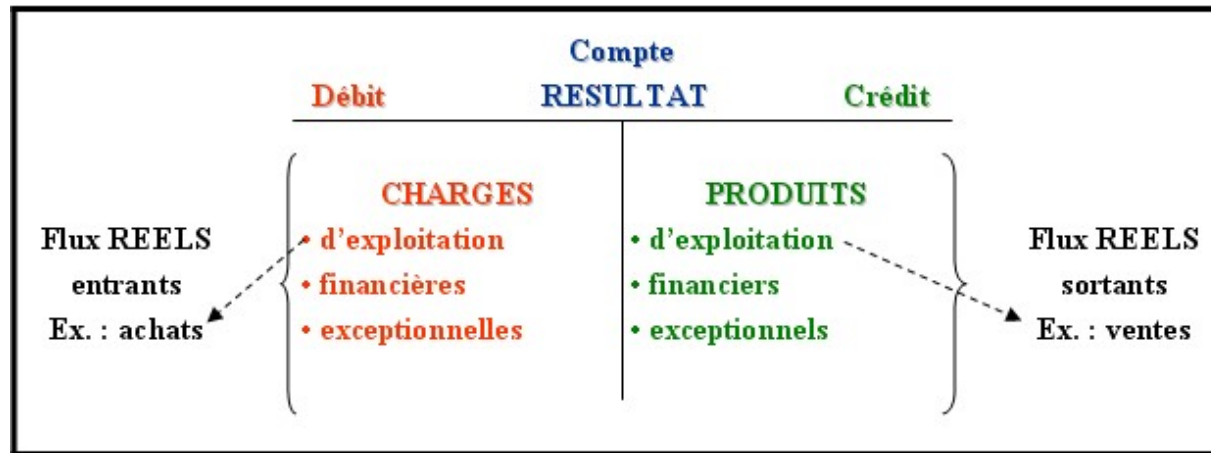 Compte
Débit RESULTAT Crédit
CHARGES PRODUITS
Flux REELS • d'exploitation • d'exploitation Flux REELS
entrants • financières • financiers sortants
Ex. : achats • exceptionnelles • exceptionnels Ex. : ventes